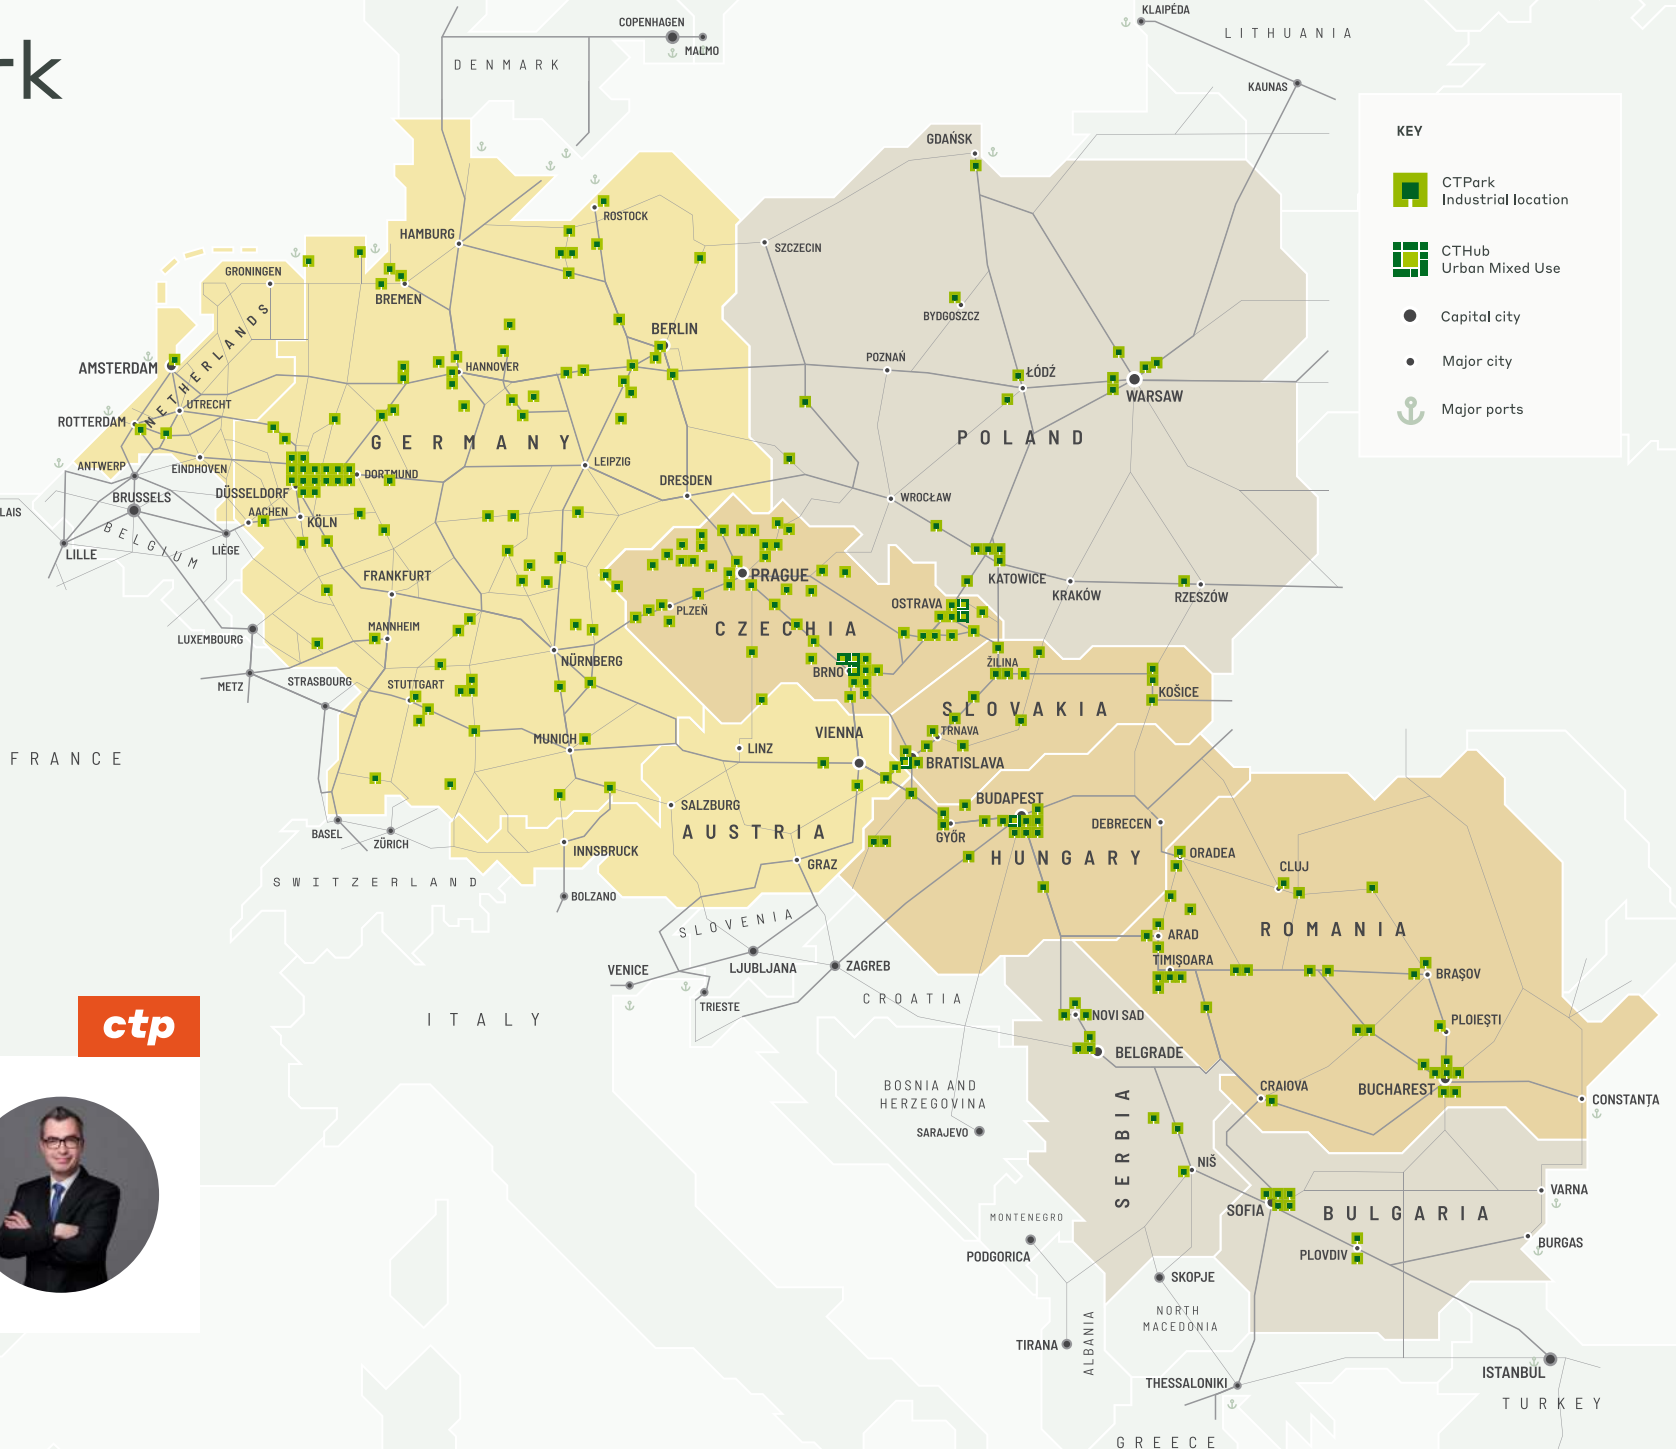 rk
KEY
CTPark
Industrial location
CTHub
Urban Mixed Use
Capital city
Major city
Major ports
COPENHAGEN
MALMO
DENMARK
KLAIPÉDA
LITHUANIA
KAUNAS
GDAŃSK
ROSTOCK
HAMBURG
SZCZECIN
GRONINGEN
BREMEN
BYDGOSZCZ
BERLIN
AMSTERDAM
NETHERLANDS
HANNOVER
POZNAŃ
ŁÓDŹ
WARSAW
UTRECHT
ROTTERDAM
GERMANY
POLAND
ANTWERP
EINDHOVEN
DORTMUND
LEIPZIG
DRESDEN
WROCŁAW
BRUSSELS
DÜSSELDORF
LAIS
AACHEN
KÖLN
BELGIUM
LIÈGE
LILLE
FRANKFURT
PRAGUE
KATOWICE
KRAKÓW
RZESZÓW
OSTRAVA
PLZEŇ
CZECHIA
LUXEMBOURG
MANNHEIM
NÜRNBERG
ŽILINA
BRNO
METZ
STRASBOURG
STUTTGART
KOŠICE
SLOVAKIA
TRNAVA
VIENNA
MUNICH
LINZ
BRATISLAVA
FRANCE
BUDAPEST
SALZBURG
BASEL
ZÜRICH
AUSTRIA
GYŐR
DEBRECEN
INNSBRUCK
GRAZ
HUNGARY
ORADEA
CLUJ
SWITZERLAND
BOLZANO
SLOVENIA
ROMANIA
ARAD
TIMIȘOARA
VENICE
LJUBLJANA
ZAGREB
BRAȘOV
TRIESTE
CROATIA
ITALY
NOVI SAD
PLOIEȘTI
ctp
BELGRADE
BOSNIA AND
HERZEGOVINA
CRAIOVA
BUCHAREST
CONSTANȚA
SARAJEVO
SERBIA
NIŠ
VARNA
SOFIA
BULGARIA
MONTENEGRO
PODGORICA
PLOVDIV
BURGAS
SKOPJE
NORTH
MACEDONIA
TIRANA
ALBANIA
ISTANBUL
THESSALONIKI
TURKEY
GREECE